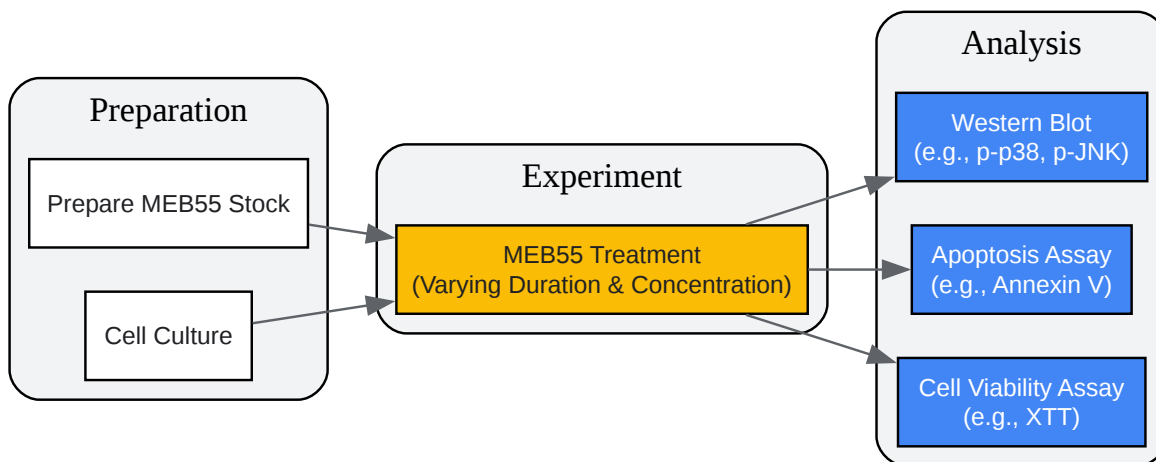 Preparation
Prepare MEB55 Stock
Cell Culture
Experiment
MEB55 Treatment
(Varying Duration & Concentration)
Analysis
Western Blot
(e.g., p-p38, p-JNK)
Apoptosis Assay
(e.g., Annexin V)
Cell Viability Assay
(e.g., XTT)